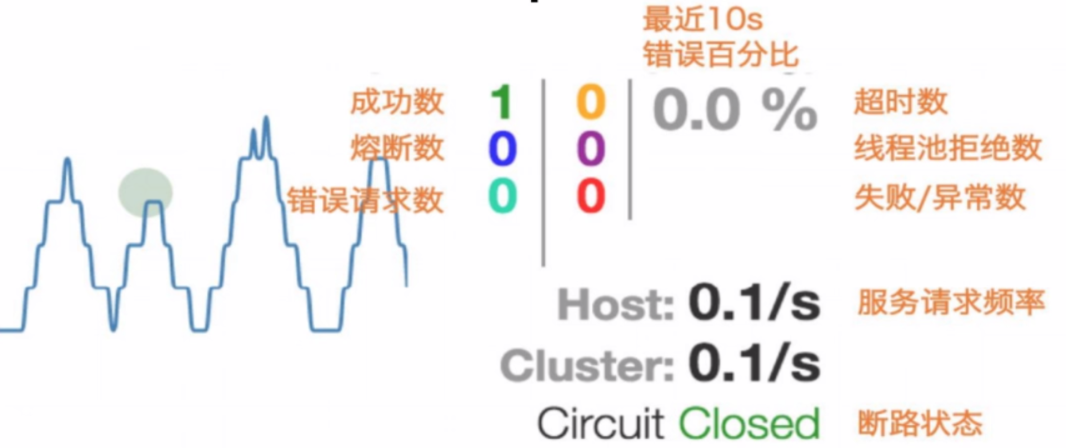 最近10s
错误百分比
成功数 1 0 0.0 % 超时数
熔断数 0 0 线程池拒绝数
错误请求数 0 0 失败/异常数
Host: 0.1/s 服务请求频率
Cluster: 0.1/s
Circuit Closed 断路状态